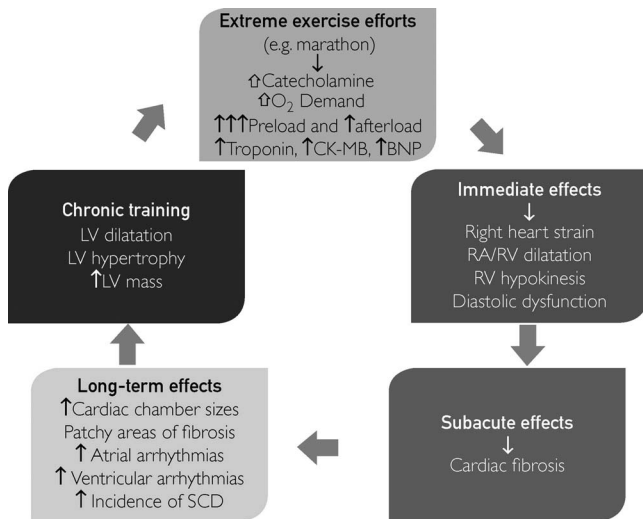 Extreme exercise efforts
(e.g. marathon)
↓
⇧Catecholamine
⇧O₂ Demand
↑↑↑Preload and ↑afterload
↑Troponin, ↑CK-MB, ↑BNP
Immediate effects
↓
Right heart strain
RA/RV dilatation
RV hypokinesis
Diastolic dysfunction
Subacute effects
↓
Cardiac fibrosis
Long-term effects
↑Cardiac chamber sizes
Patchy areas of fibrosis
↑ Atrial arrhythmias
↑ Ventricular arrhythmias
↑ Incidence of SCD
Chronic training
LV dilatation
LV hypertrophy
↑LV mass